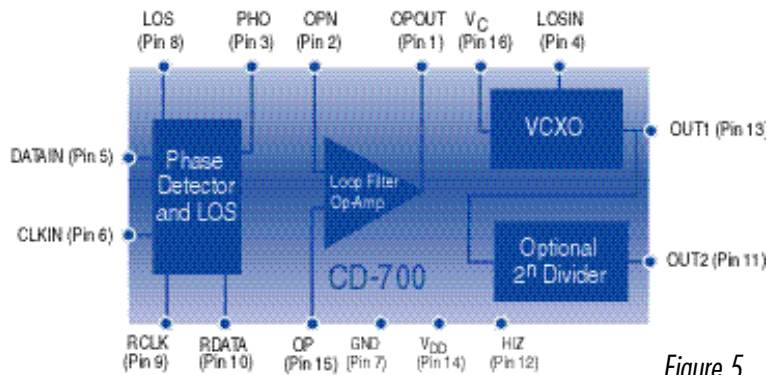 LOS
(Pin 8)
PHO
(Pin 3)
OPN
(Pin 2)
OPOUT
(Pin 1)
VC
(Pin 16)
LOSIN
(Pin 4)
DATAIN (Pin 5)
CLKIN (Pin 6)
Phase
Detector
and LOS
Loop Filter
Op-Amp
VCXO
OUT1 (Pin 13)
Optional
2n Divider
OUT2 (Pin 11)
CD-700
RCLK
(Pin 9)
RDATA
(Pin 10)
OP
(Pin 15)
GND
(Pin 7)
VDD
(Pin 14)
HIZ
(Pin 12)
Figure 5